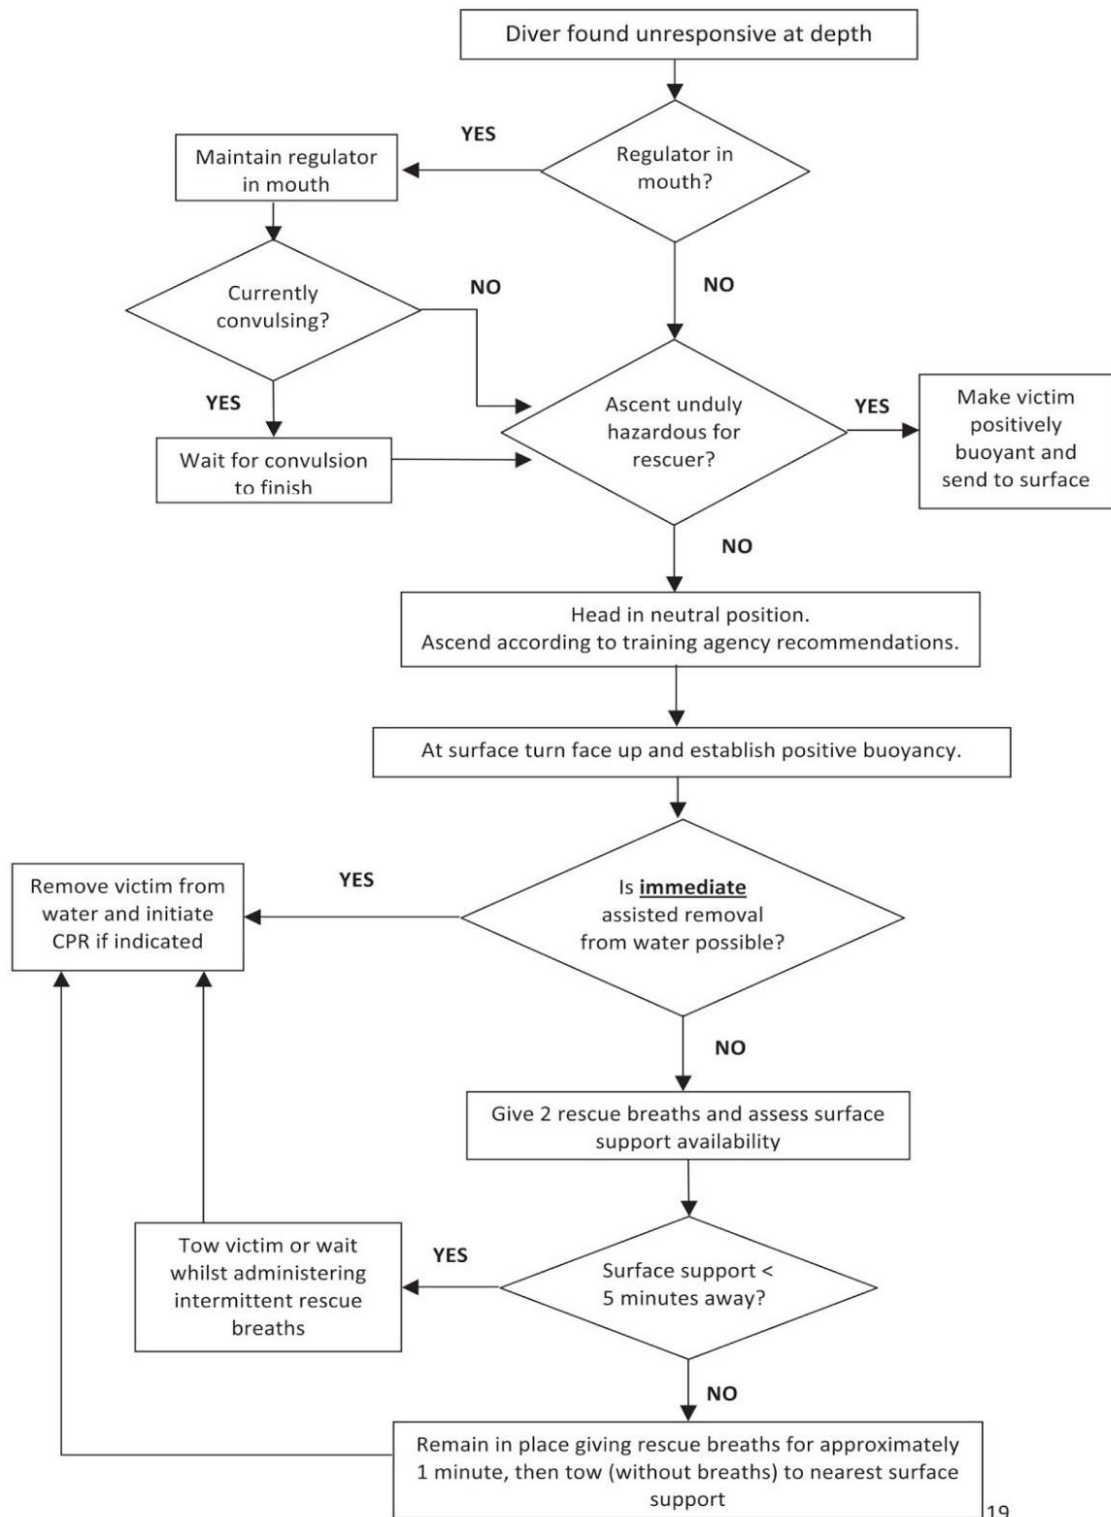 Diver found unresponsive at depth
YES
Maintain regulator
in mouth
Regulator in
mouth?
NO
NO
Currently
convulsing?
YES
Wait for convulsion
to finish
Ascent unduly
hazardous for
rescuer?
YES
Make victim
positively
buoyant and
send to surface
NO
Head in neutral position.
Ascend according to training agency recommendations.
At surface turn face up and establish positive buoyancy.
Remove victim from
water and initiate
CPR if indicated
YES
Is immediate
assisted removal
from water possible?
NO
Give 2 rescue breaths and assess surface
support availability
Tow victim or wait
whilst administering
intermittent rescue
breaths
YES
Surface support <
5 minutes away?
NO
Remain in place giving rescue breaths for approximately
1 minute, then tow (without breaths) to nearest surface
support
19